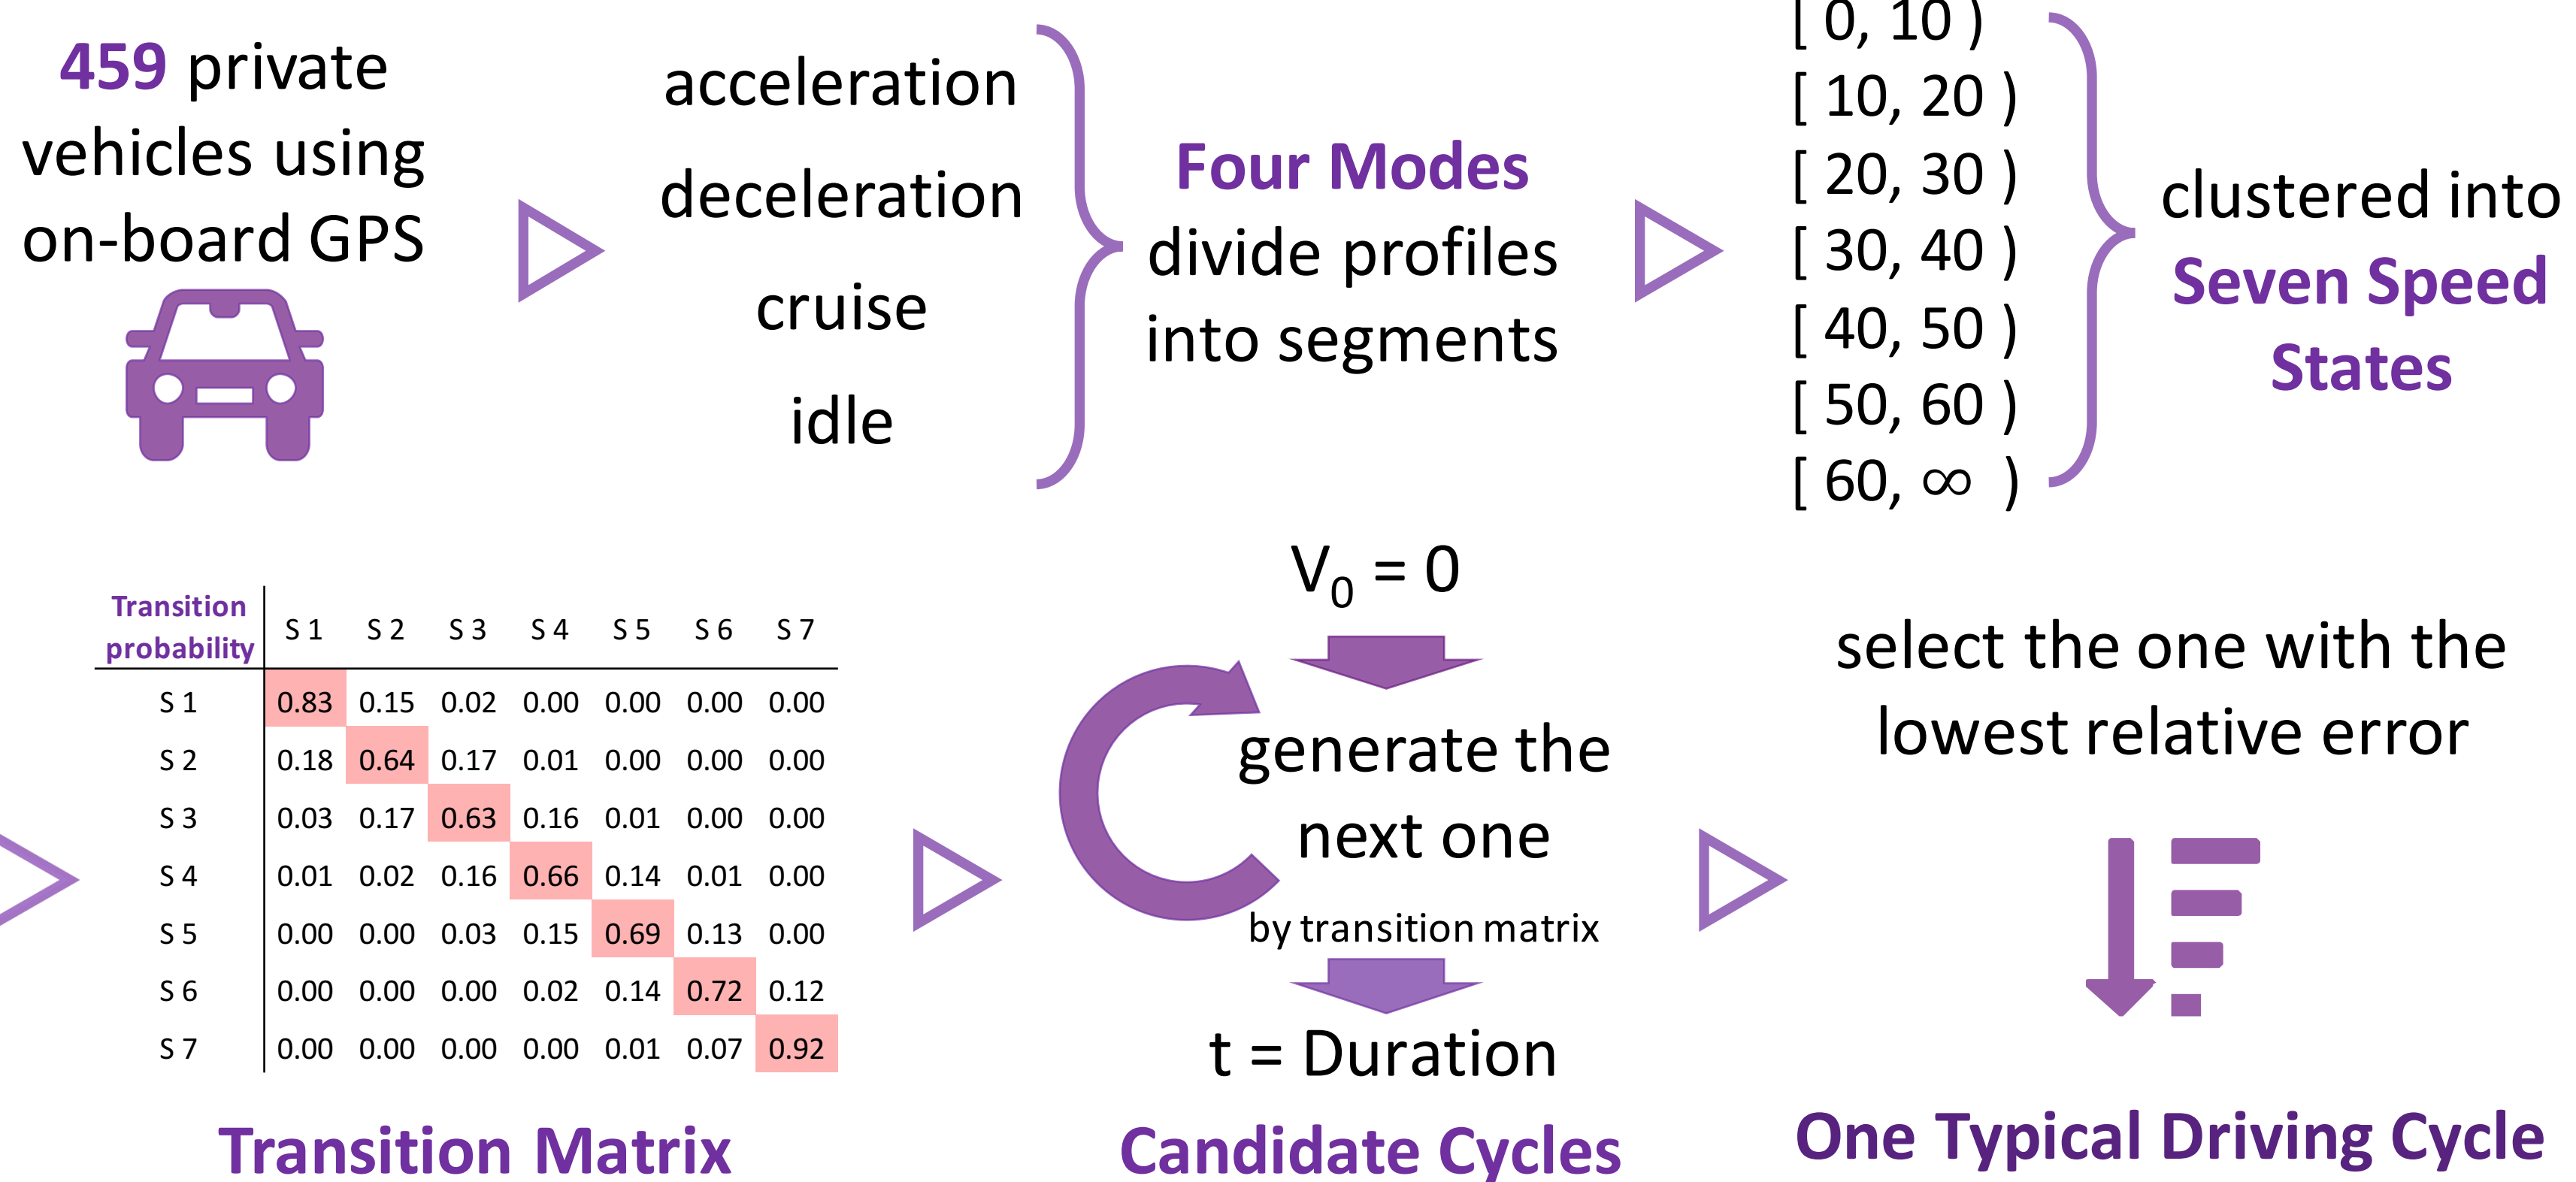 459 private
vehicles using
on-board GPS
acceleration
deceleration
cruise
idle
Four Modes
divide profiles
into segments
[ 0, 10 )
[ 10, 20 )
[ 20, 30 )
[ 30, 40 )
[ 40, 50 )
[ 50, 60 )
[ 60, ∞ )
clustered into
Seven Speed
States
Transition
probability
S 1 S 2 S 3 S 4 S 5 S 6 S 7
S 1 0.83 0.15 0.02 0.00 0.00 0.00 0.00
S 2 0.18 0.64 0.17 0.01 0.00 0.00 0.00
S 3 0.03 0.17 0.63 0.16 0.01 0.00 0.00
S 4 0.01 0.02 0.16 0.66 0.14 0.01 0.00
S 5 0.00 0.00 0.03 0.15 0.69 0.13 0.00
S 6 0.00 0.00 0.00 0.02 0.14 0.72 0.12
S 7 0.00 0.00 0.00 0.00 0.01 0.07 0.92
Transition Matrix
V₀ = 0
generate the
next one
by transition matrix
t = Duration
Candidate Cycles
select the one with the
lowest relative error
One Typical Driving Cycle